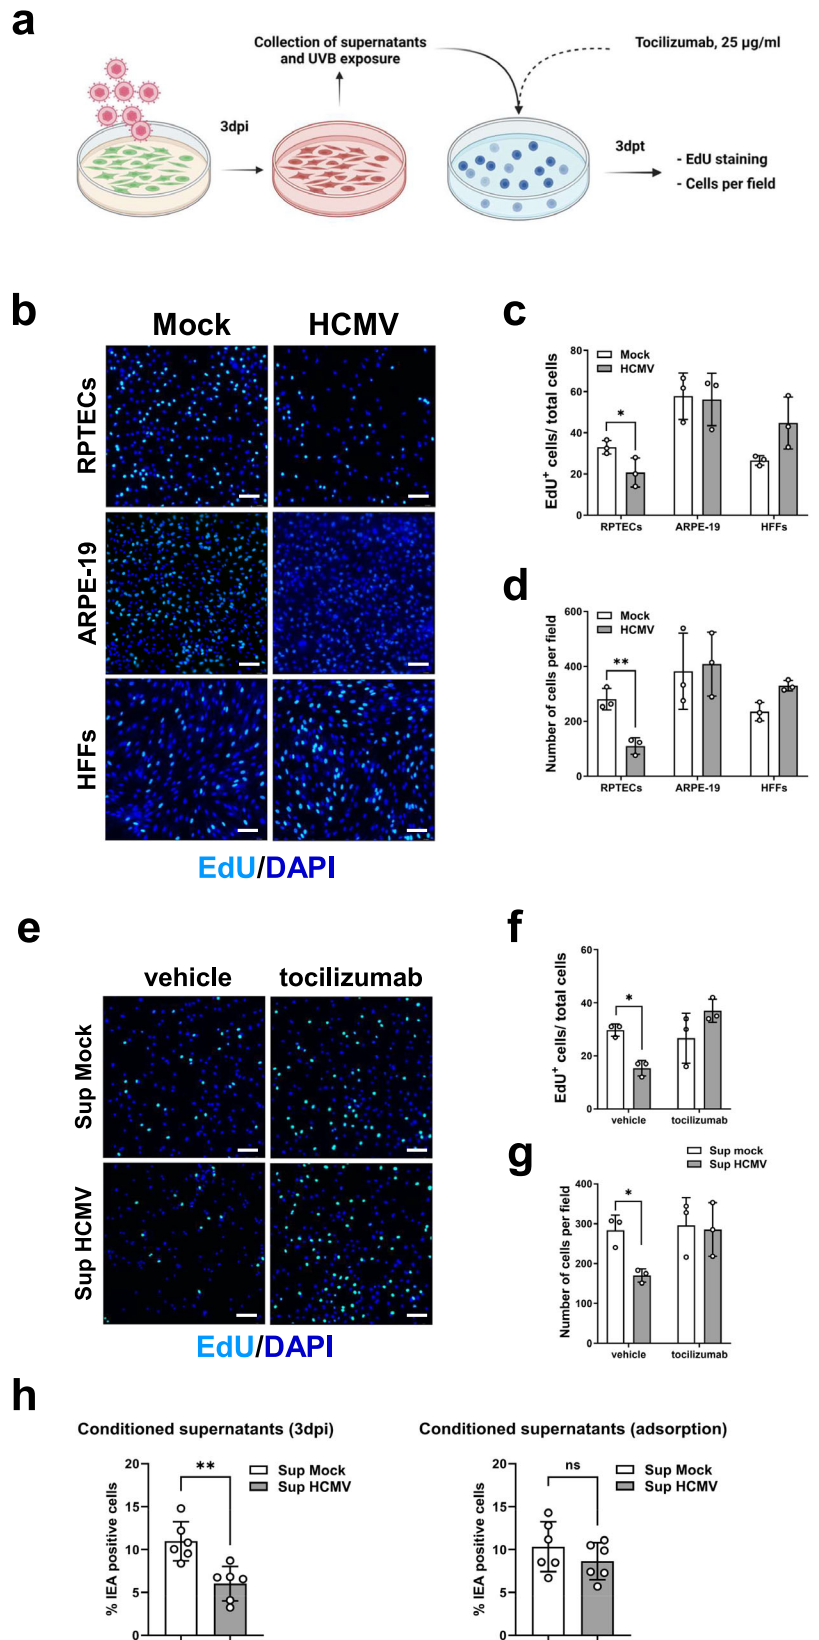 a
Collection of supernatants
and UVB exposure
Tocilizumab, 25 µg/ml
3dpi
3dpt
- EdU staining
- Cells per field
b
Mock
HCMV
RPTECs
ARPE-19
HFFs
EdU/DAPI
c
EdU+ cells/ total cells
80
60
40
20
0
Mock
HCMV
*
RPTECs
ARPE-19
HFFs
d
Number of cells per field
600
400
200
0
Mock
HCMV
**
RPTECs
ARPE-19
HFFs
e
vehicle
tocilizumab
Sup Mock
Sup HCMV
EdU/DAPI
f
EdU+ cells/ total cells
60
40
20
0
*
vehicle
tocilizumab
g
Sup mock
Sup HCMV
Number of cells per field
400
300
200
100
0
*
vehicle
tocilizumab
h
Conditioned supernatants (3dpi)
% IEA positive cells
20
15
10
5
0
**
Sup Mock
Sup HCMV
Conditioned supernatants (adsorption)
% IEA positive cells
20
15
10
5
0
ns
Sup Mock
Sup HCMV